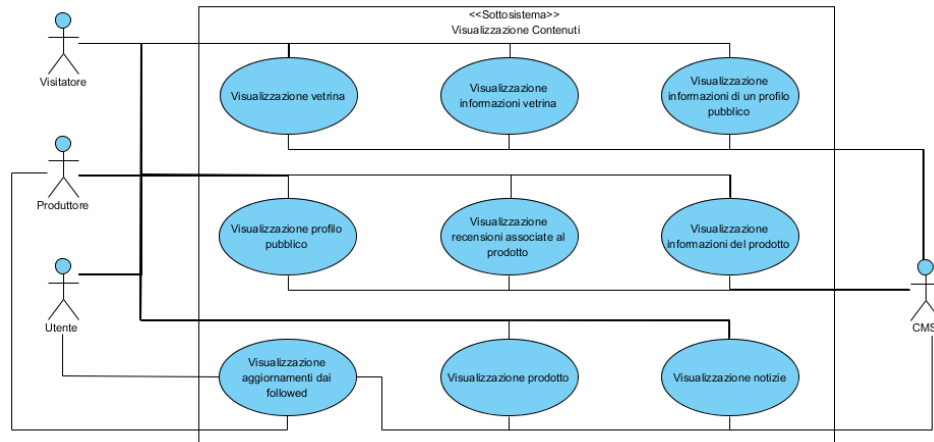 <<Sottosistema>>
Visualizzazione Contenuti
Visitatore
Visualizzazione vetrina
Visualizzazione
informazioni vetrina
Visualizzazione
informazioni di un profilo
pubblico
Produttore
Visualizzazione profilo
pubblico
Visualizzazione
recensioni associate al
prodotto
Visualizzazione
informazioni del prodotto
Utente
CMS
Visualizzazione
aggiornamenti dai
followed
Visualizzazione prodotto
Visualizzazione notizie